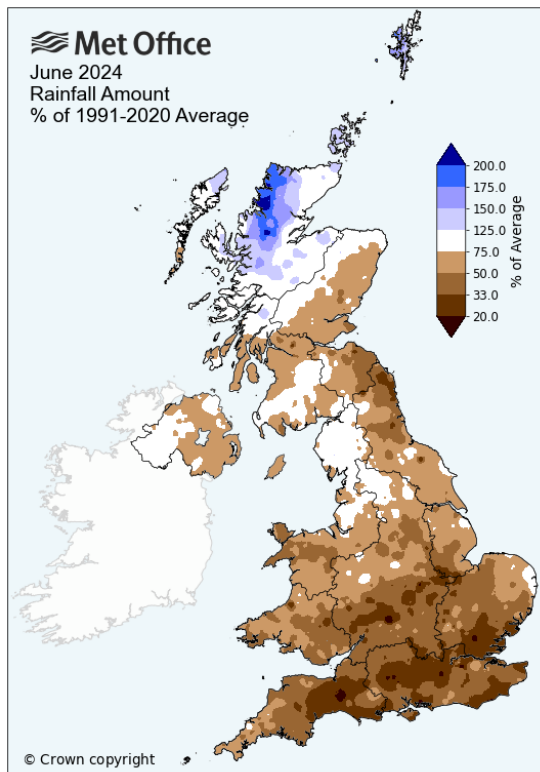 Met Office
June 2024
Rainfall Amount
% of 1991-2020 Average
200.0
175.0
150.0
125.0
75.0
50.0
33.0
20.0
% of Average
© Crown copyright